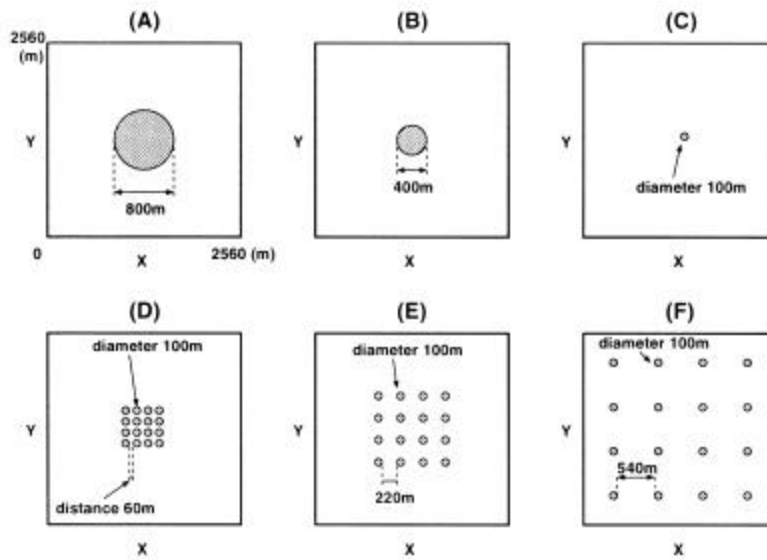 (A)
(B)
(C)
2560
(m)
Y
Y
Y
800m
400m
diameter 100m
0
2560 (m)
X
X
X
(D)
(E)
(F)
diameter 100m
diameter 100m
diameter 100m
Y
Y
Y
distance 60m
220m
540m
X
X
X